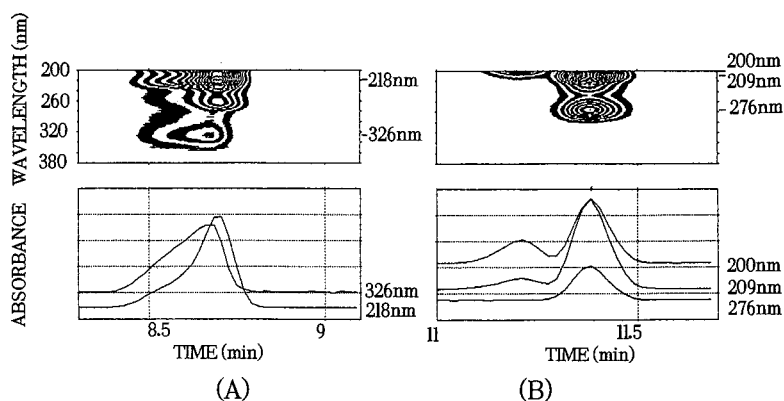 WAVELENGTH (nm)
200
260
320
380
218nm
326nm
200nm
209nm
276nm
ABSORBANCE
326nm
218nm
8.5
9
TIME (min)
200nm
209nm
276nm
11
11.5
TIME (min)
(A)
(B)